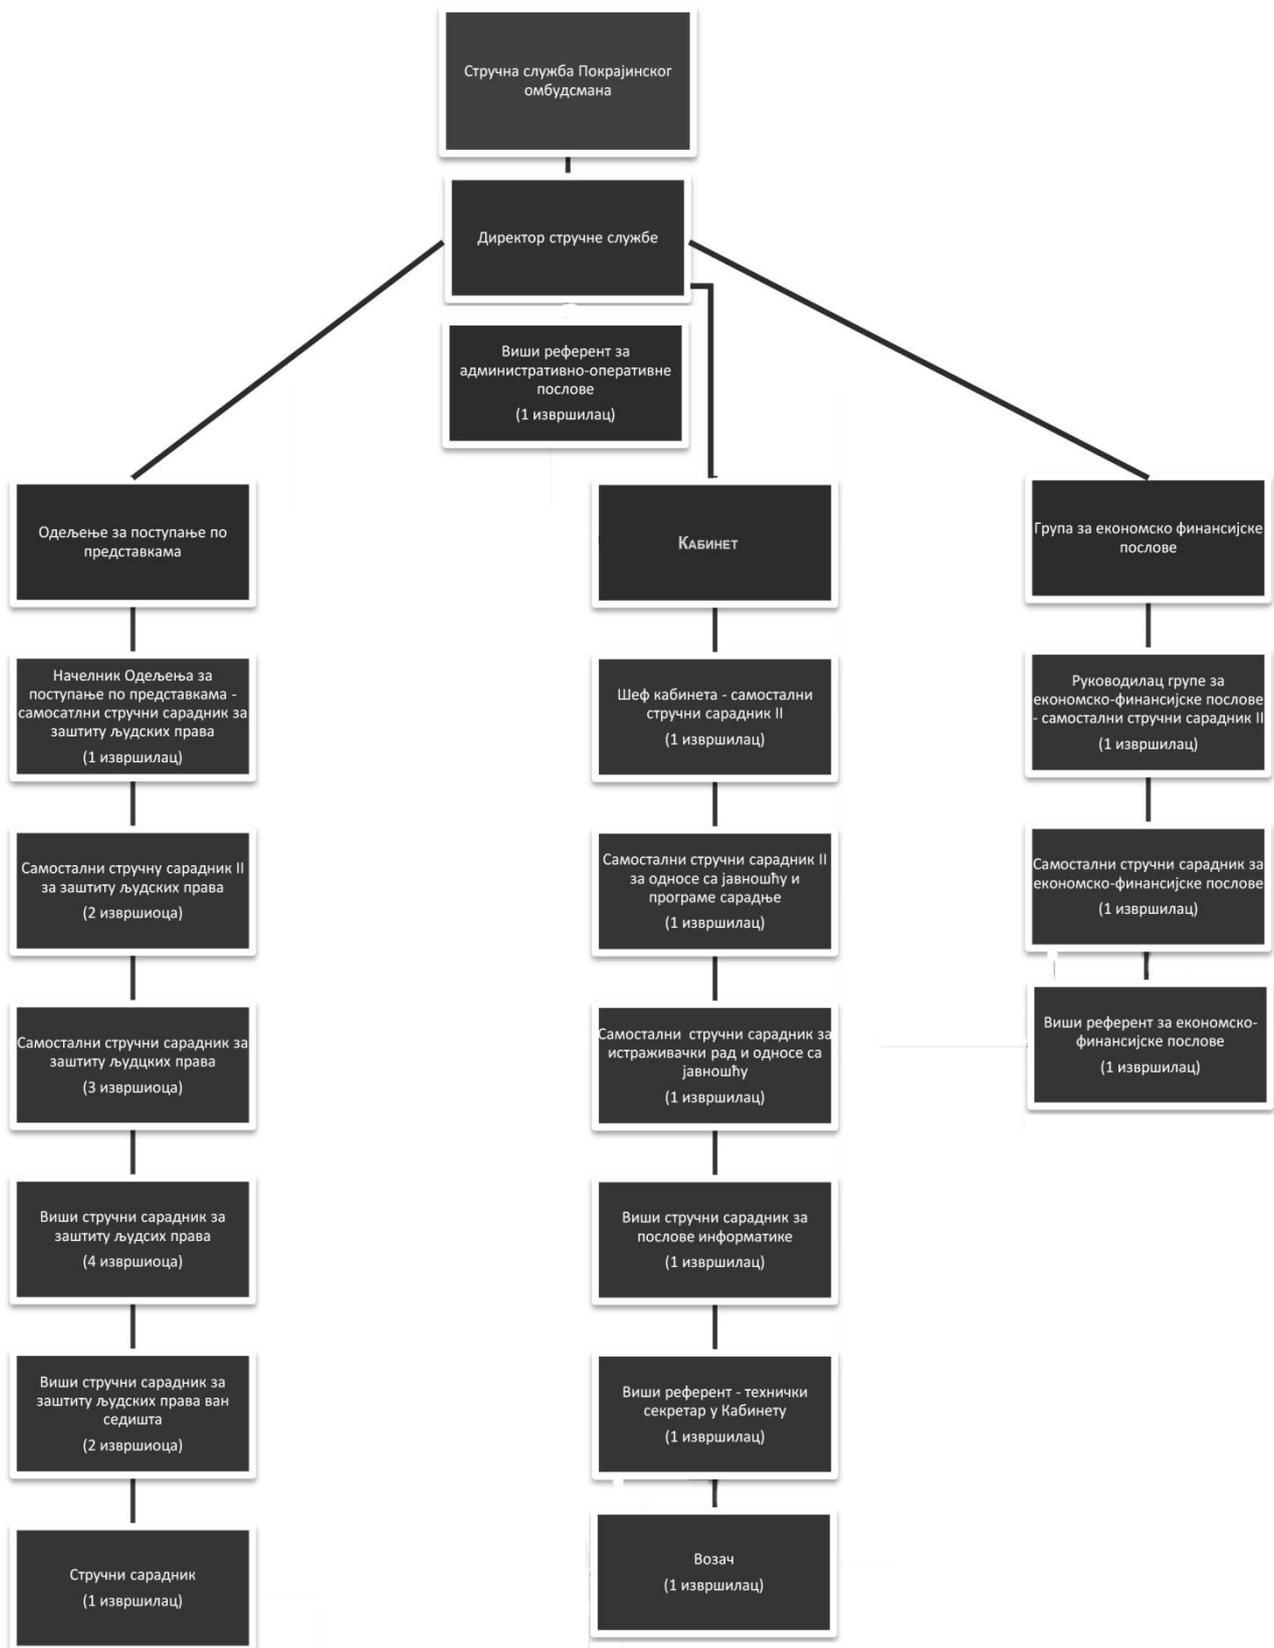 Стручна служба Покрајинског
омбудсмана
Директор стручне службе
Виши референт за
административно-оперативне
послове
(1 извршилац)
Одељење за поступање по
представкама
Начелник Одељења за
поступање по представкама -
самосатлни стручни сарадник за
заштиту људских права
(1 извршилац)
Самостални стручну сарадник II
за заштиту људских права
(2 извршиоца)
Самостални стручни сарадник за
заштиту људцких права
(3 извршиоца)
Виши стручни сарадник за
заштиту људсих права
(4 извршиоца)
Виши стручни сарадник за
заштиту људских права ван
седишта
(2 извршиоца)
Стручни сарадник
(1 извршилац)
КАБИНЕТ
Шеф кабинета - самостални
стручни сарадник II
(1 извршилац)
Самостални стручни сарадник II
за односе са јавношћу и
програме сарадње
(1 извршилац)
Самостални  стручни сарадник за
истраживачки рад и односе са
јавношћу
(1 извршилац)
Виши стручни сарадник за
послове информатике
(1 извршилац)
Виши референт - технички
секретар у Кабинету
(1 извршилац)
Возач
(1 извршилац)
Група за економско финансијске
послове
Руководилац групе за
економско-финансијске послове
- самостални стручни сарадник II
(1 извршилац)
Самостални стручни сарадник за
економско-финансијске послове
(1 извршилац)
Виши референт за економско-
финансијске послове
(1 извршилац)